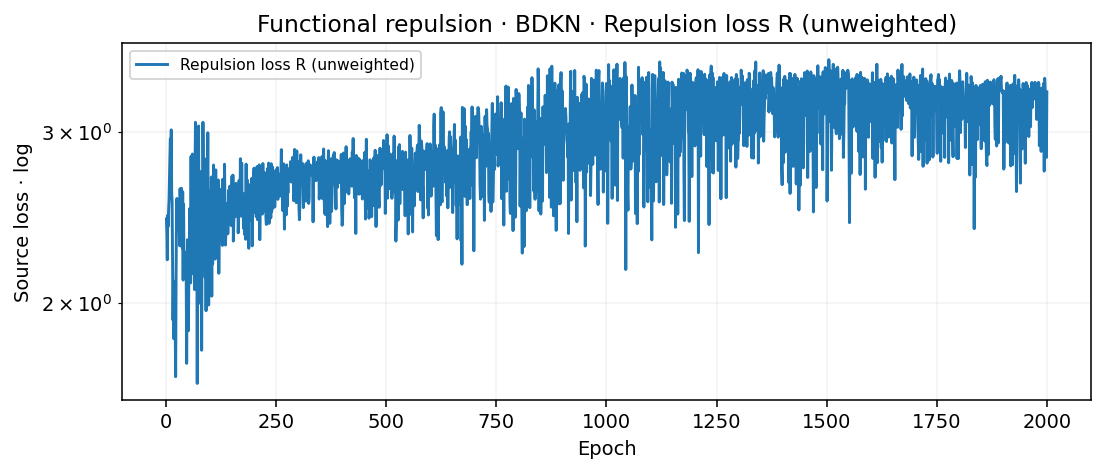 Functional repulsion · BDKN · Repulsion loss R (unweighted)
Repulsion loss R (unweighted)
Source loss · log
3 × 10⁰
2 × 10⁰
0 250 500 750 1000 1250 1500 1750 2000
Epoch